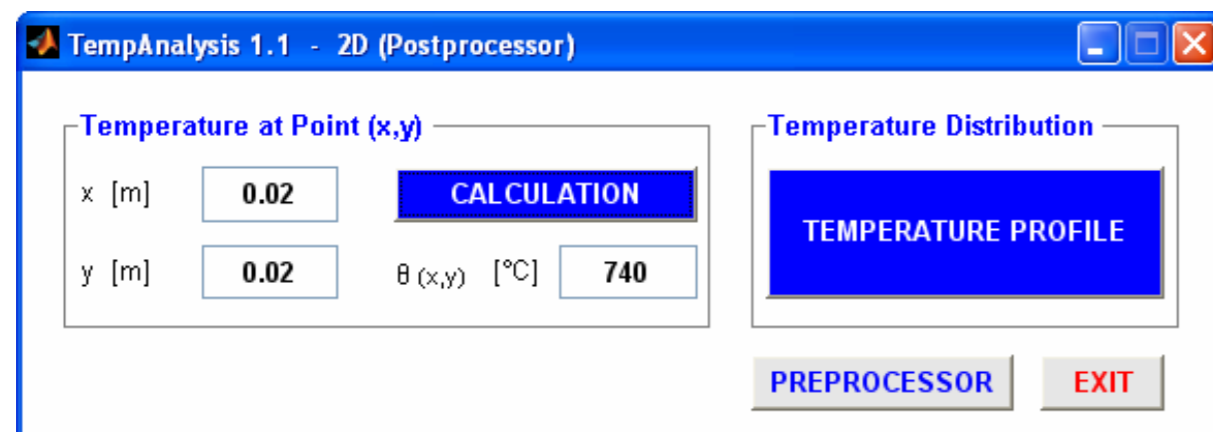 TempAnalysis 1.1 - 2D (Postprocessor)
Temperature at Point (x,y)
x [m] 0.02 CALCULATION
y [m] 0.02 θ (x,y) [°C] 740
Temperature Distribution
TEMPERATURE PROFILE
PREPROCESSOR EXIT